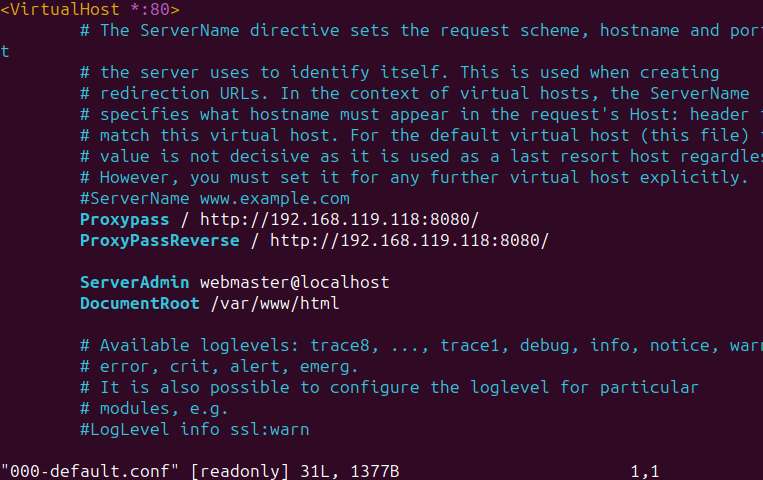 <VirtualHost *:80>
# The ServerName directive sets the request scheme, hostname and por
t
# the server uses to identify itself. This is used when creating
# redirection URLs. In the context of virtual hosts, the ServerName
# specifies what hostname must appear in the request's Host: header t
# match this virtual host. For the default virtual host (this file) t
# value is not decisive as it is used as a last resort host regardles
# However, you must set it for any further virtual host explicitly.
#ServerName www.example.com
Proxypass / http://192.168.119.118:8080/
ProxyPassReverse / http://192.168.119.118:8080/
ServerAdmin webmaster@localhost
DocumentRoot /var/www/html
# Available loglevels: trace8, ..., trace1, debug, info, notice, warn
# error, crit, alert, emerg.
# It is also possible to configure the loglevel for particular
# modules, e.g.
#LogLevel info ssl:warn
"000-default.conf" [readonly] 31L, 1377B 1,1